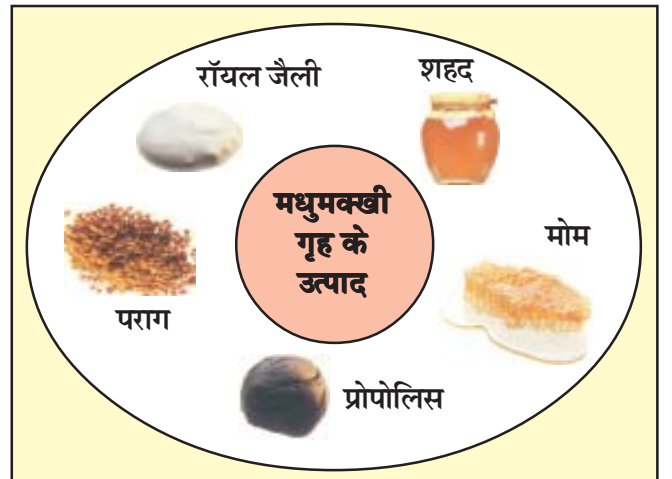 रॉयल जैली
शहद
मधुमक्खी
गृह के
उत्पाद
मोम
पराग
प्रोपोलिस